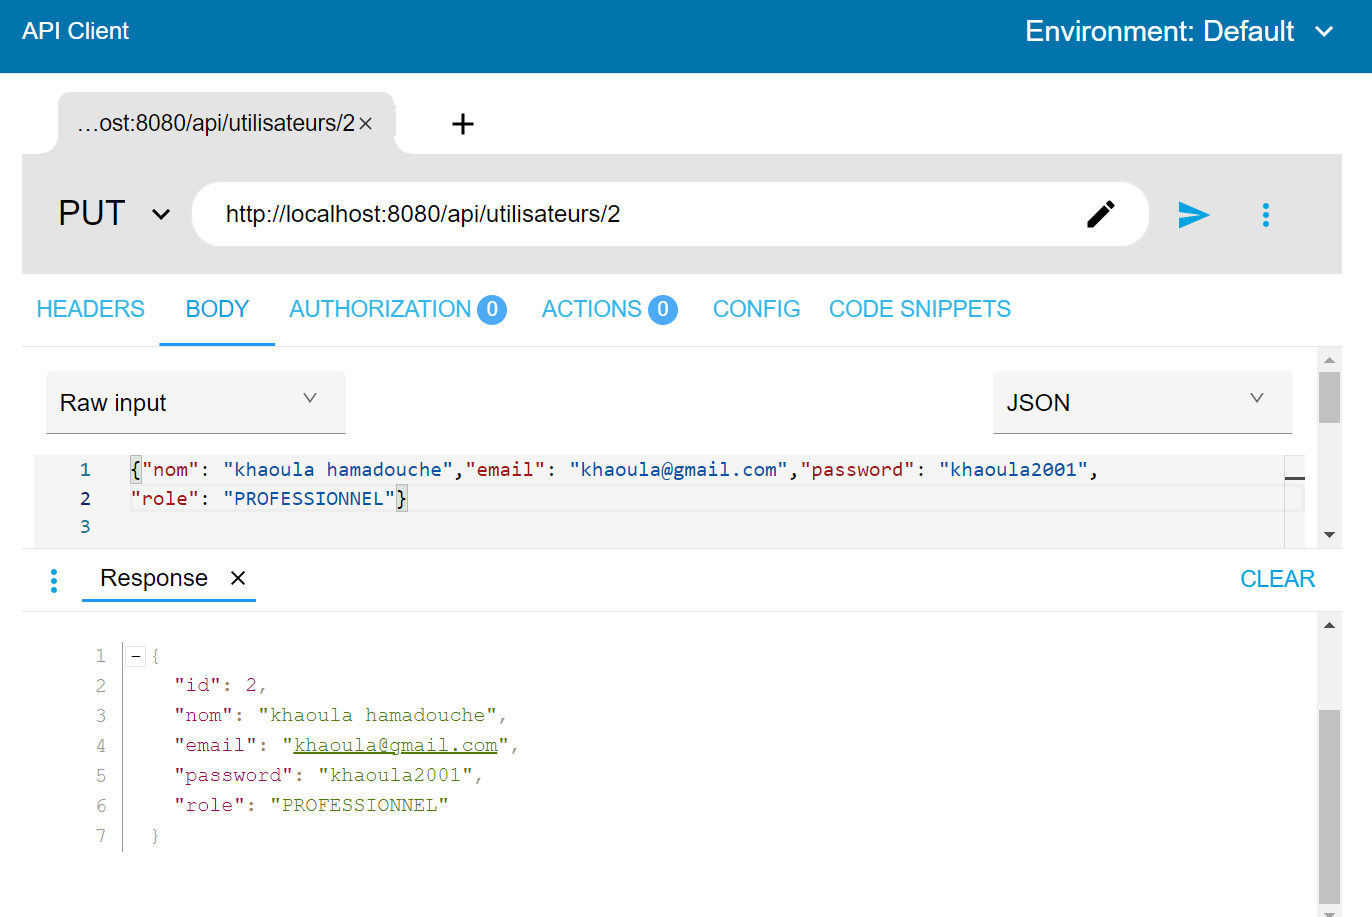 API Client
Environment: Default
...ost:8080/api/utilisateurs/2
PUT
http://localhost:8080/api/utilisateurs/2
HEADERS BODY AUTHORIZATION 0 ACTIONS 0 CONFIG CODE SNIPPETS
Raw input
JSON
1 {"nom": "khaoula hamadouche","email": "khaoula@gmail.com","password": "khaoula2001",
2 "role": "PROFESSIONNEL"}
3
Response
CLEAR
1 {
2 "id": 2,
3 "nom": "khaoula hamadouche",
4 "email": "khaoula@gmail.com",
5 "password": "khaoula2001",
6 "role": "PROFESSIONNEL"
7 }